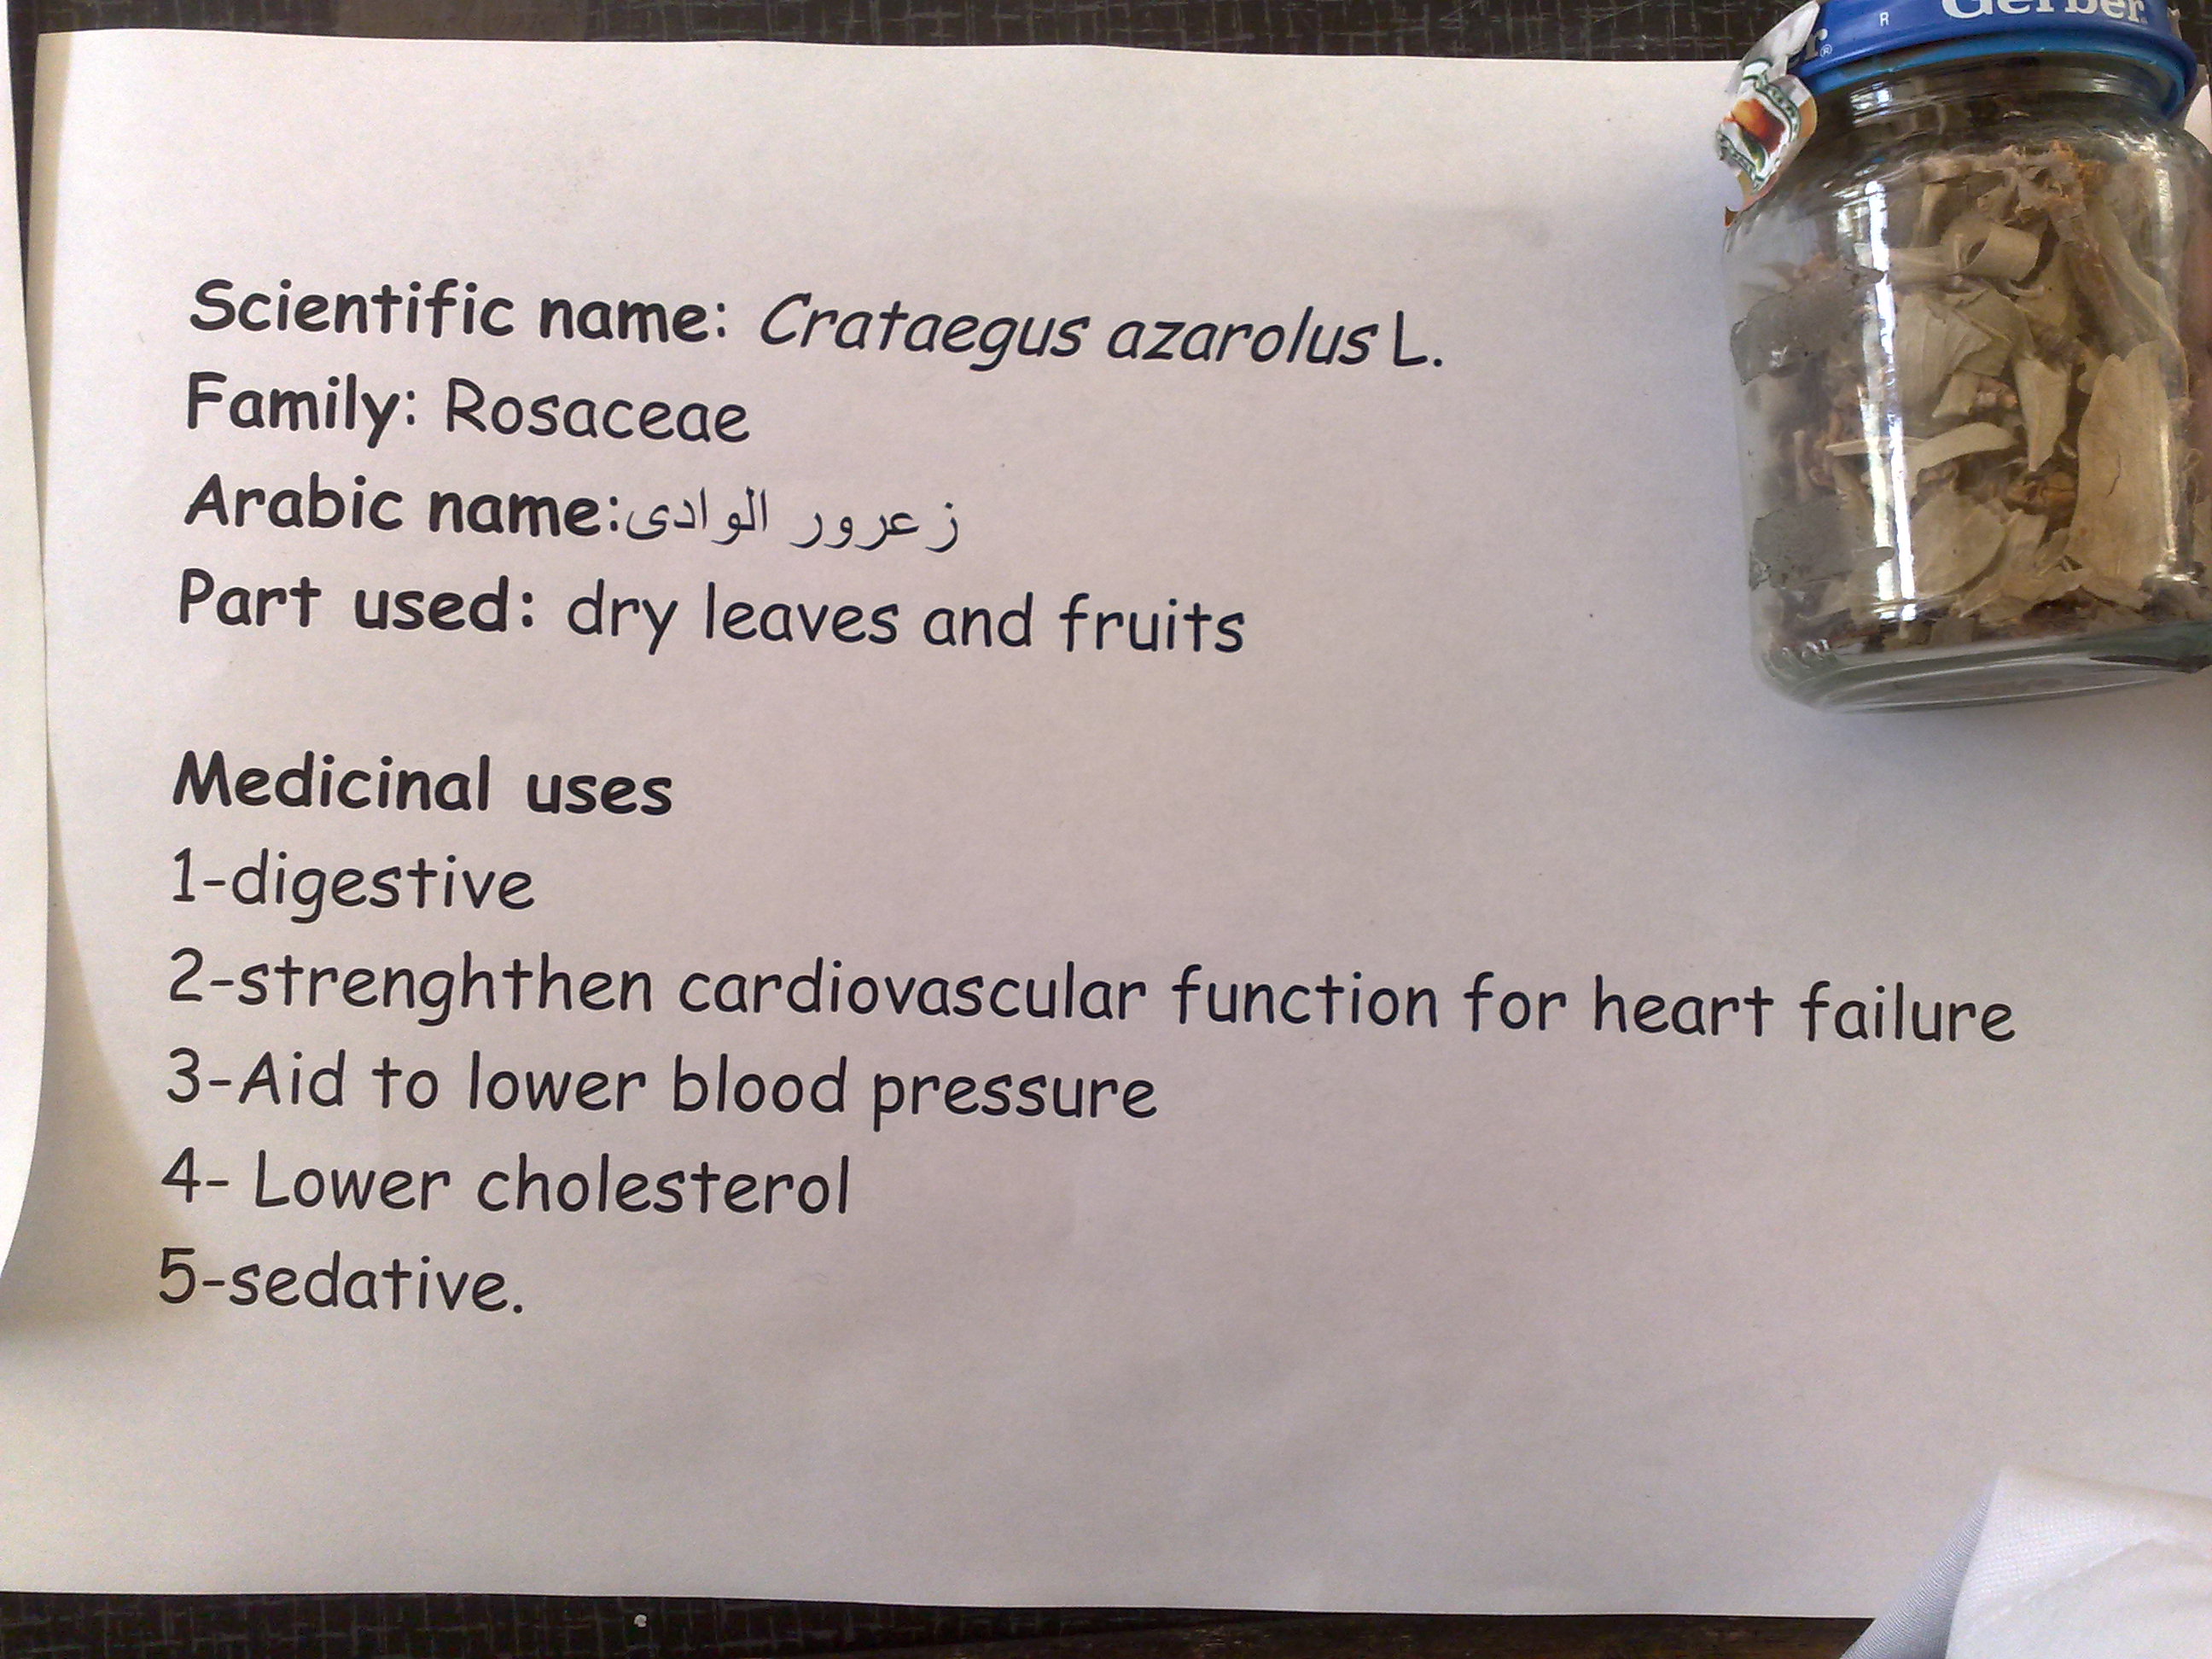 Gerber
Scientific name: Crataegus azarolus L.
Family: Rosaceae
Arabic name:زعرور الوادى
Part used: dry leaves and fruits
Medicinal uses
1-digestive
2-strenghthen cardiovascular function for heart failure
3-Aid to lower blood pressure
4- Lower cholesterol
5-sedative.